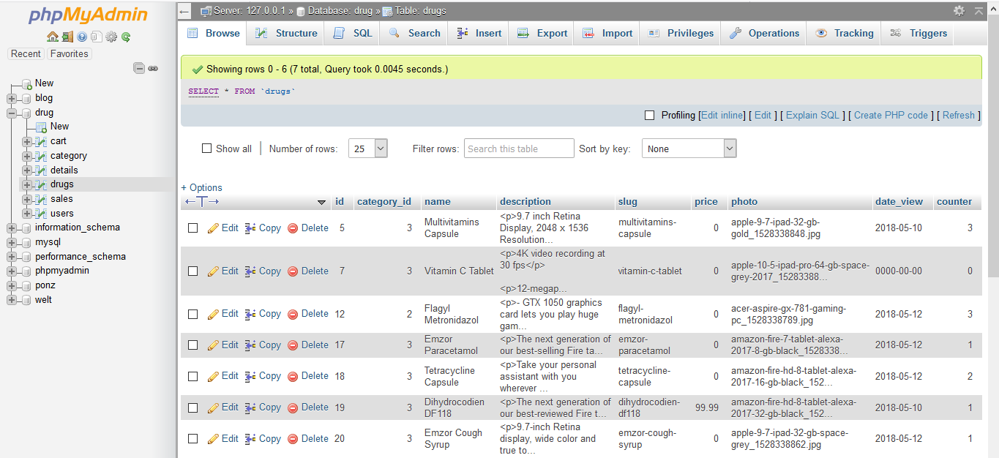 phpMyAdmin
Recent Favorites
New
blog
drug
New
cart
category
details
drugs
sales
users
information_schema
mysql
performance_schema
phpmyadmin
ponz
welt
Server: 127.0.0.1 » Database: drug » Table: drugs
Browse Structure SQL Search Insert Export Import Privileges Operations Tracking Triggers
Showing rows 0 - 6 (7 total, Query took 0.0045 seconds.)
SELECT * FROM `drugs`
Profiling [Edit inline] [ Edit ] [ Explain SQL ] [ Create PHP code ] [ Refresh ]
Show all | Number of rows: 25 Filter rows: Search this table Sort by key: None
+ Options
←T→ id category_id name description slug price photo date_view counter
Edit Copy Delete 5 3 Multivitamins <p>9.7 inch Retina multivitamins- 0 apple-9-7-ipad-32-gb- 2018-05-10 3
Capsule Display, 2048 x 1536 capsule gold_1528338848.jpg
Resolution...
Edit Copy Delete 7 3 Vitamin C Tablet <p>4K video recording at vitamin-c-tablet 0 apple-10-5-ipad-pro-64-gb-space- 0000-00-00 0
30 fps</p> grey-2017_15283388...
<p>12-megap...
Edit Copy Delete 12 2 Flagyl <p>- GTX 1050 graphics flagyl- 0 acer-aspire-gx-781-gaming- 2018-05-12 3
Metronidazol card lets you play huge metronidazol pc_1528338789.jpg
gam...
Edit Copy Delete 17 3 Emzor <p>The next generation of emzor- 0 amazon-fire-7-tablet-alexa- 2018-05-12 1
Paracetamol our best-selling Fire ta... paracetamol 2017-8-gb-black_1528338...
Edit Copy Delete 18 3 Tetracycline <p>Take your personal tetracycline- 0 amazon-fire-hd-8-tablet-alexa- 2018-05-12 2
Capsule assistant with you capsule 2017-16-gb-black_152...
wherever ...
Edit Copy Delete 19 3 Dihydrocodien <p>The next generation of dihydrocodien- 99.99 amazon-fire-hd-8-tablet-alexa- 2018-05-10 1
DF118 our best-reviewed Fire t... df118 2017-32-gb-black_152...
Edit Copy Delete 20 3 Emzor Cough <p>9.7-inch Retina emzor-cough- 0 apple-9-7-ipad-32-gb-space- 2018-05-12 1
Syrup display, wide color and syrup grey_1528338862.jpg
true to...